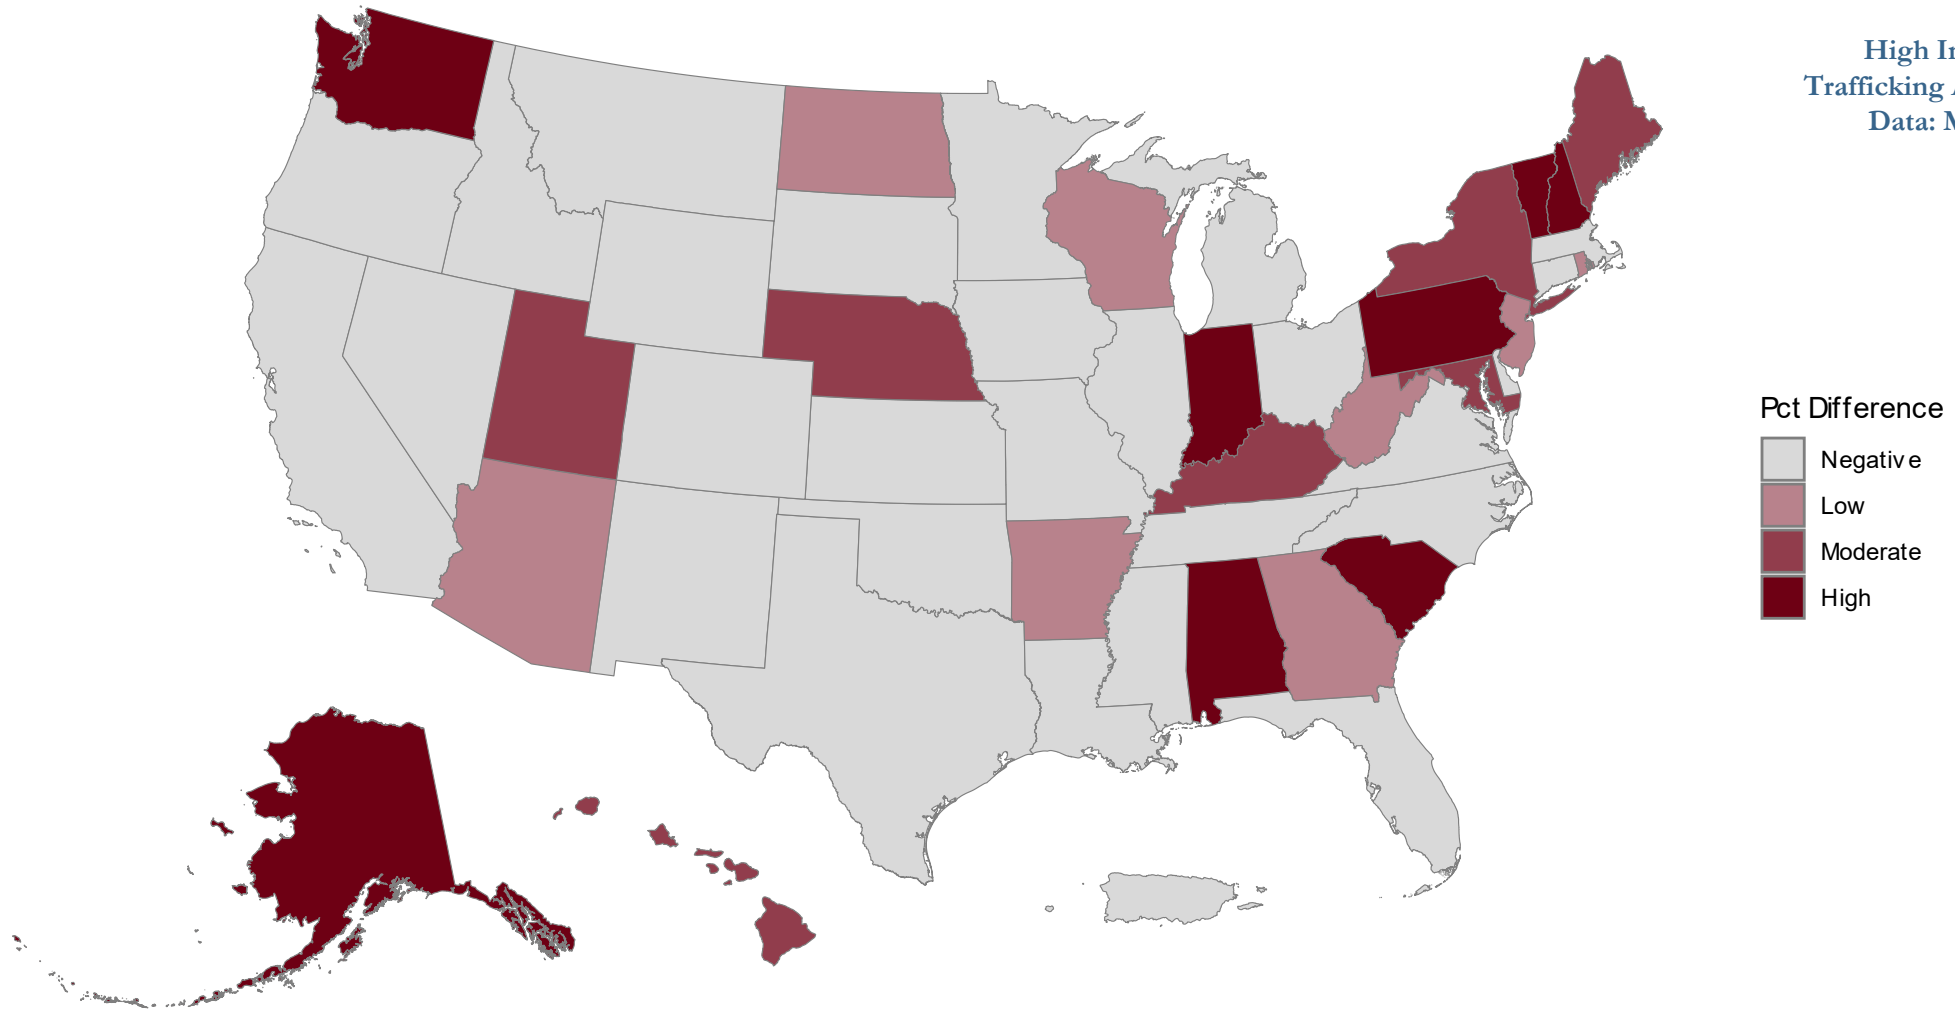 High In
Trafficking
Data:
Pct Difference
Negative
Low
Moderate
High